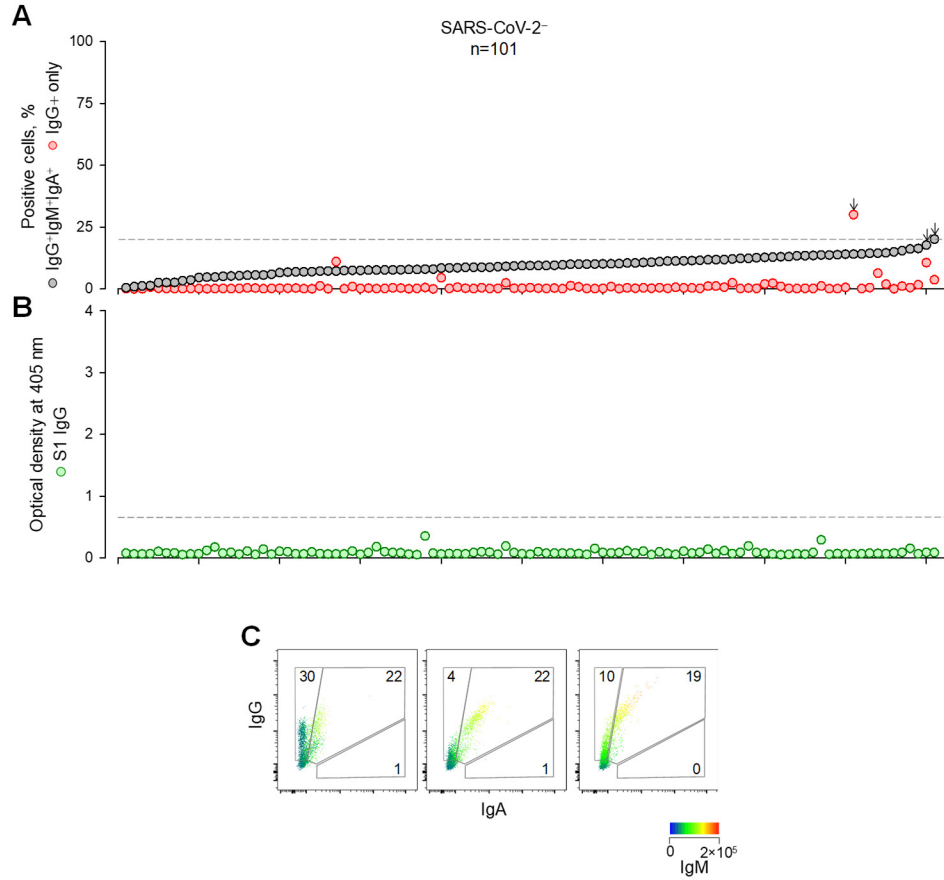 A
SARS-CoV-2⁻
n=101
Positive cells, %
IgG⁺IgM⁺IgA⁺ IgG+ only
100
75
50
25
0
B
Optical density at 405 nm
S1 IgG
4
3
2
1
0
C
IgG
30 22
1
4 22
1
10 19
0
IgA
0 2×10⁵
IgM